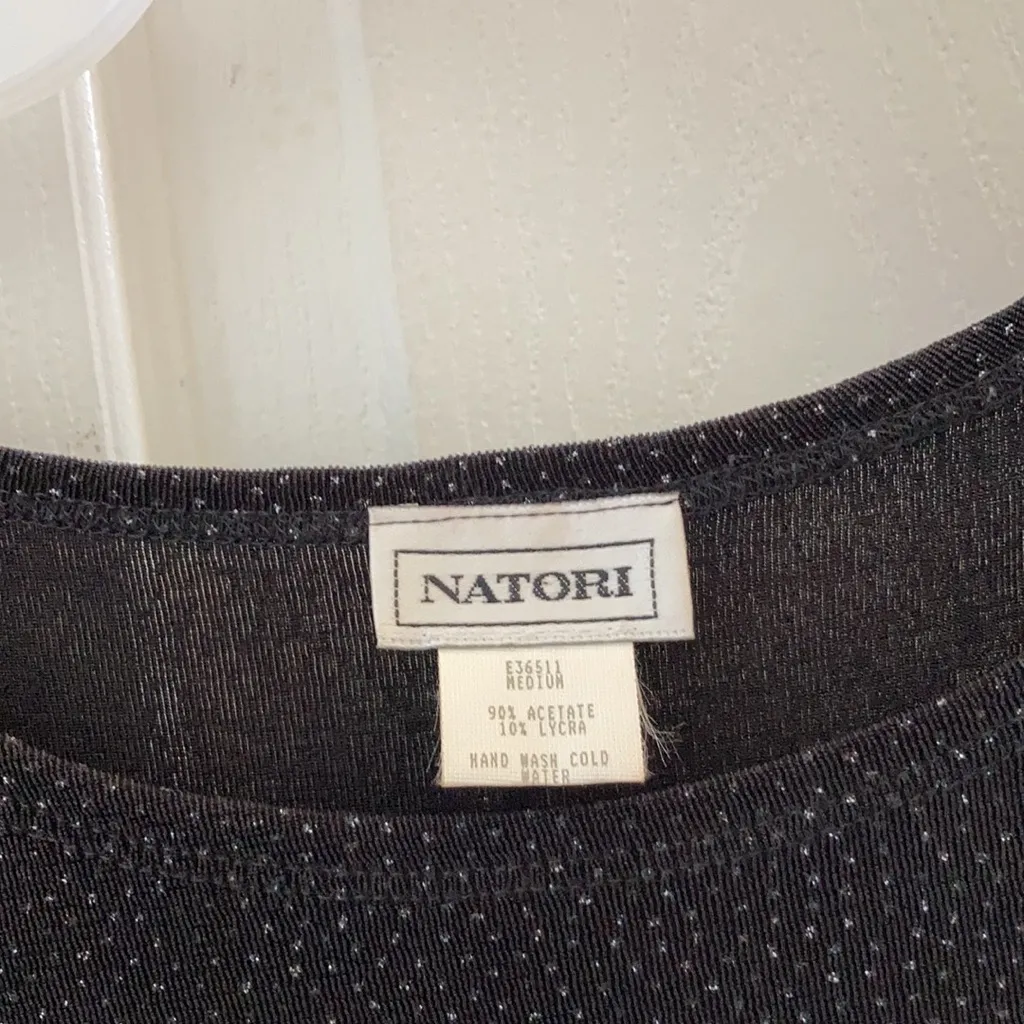 NATORI
E36511
MEDIUM
90% ACETATE
10% LYCRA
HAND WASH COLD
WATER